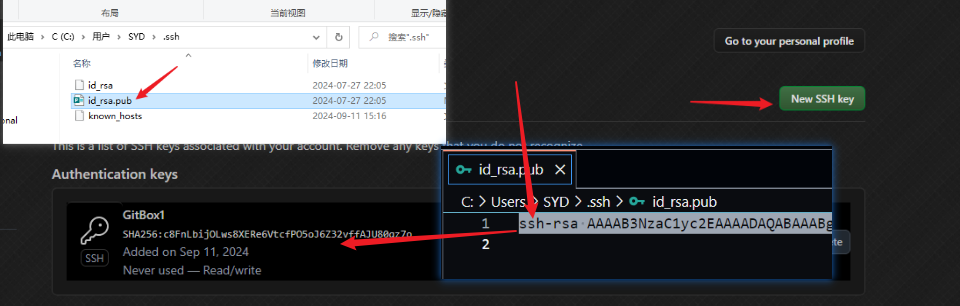 布局
当前视图
显示/隐藏
此电脑 > C (C:) > 用户 > SYD > .ssh
搜索".ssh"
名称
修改日期
id_rsa
2024-07-27 22:05
id_rsa.pub
2024-07-27 22:05
known_hosts
2024-09-11 15:16
onal
Go to your personal profile
New SSH key
This is a list of SSH keys associated with your account. Remove any keys that you do not recognize.
Authentication keys
GitBox1
SHA256:c8FnLbijOLws8XERe6VtcfPO5oJ6Z32vffAJU80qz7o
Added on Sep 11, 2024
Never used — Read/write
SSH
id_rsa.pub
C: > Users > SYD > .ssh > id_rsa.pub
1 ssh-rsa AAAAB3NzaC1yc2EAAAADAQABAAABg
2
ete